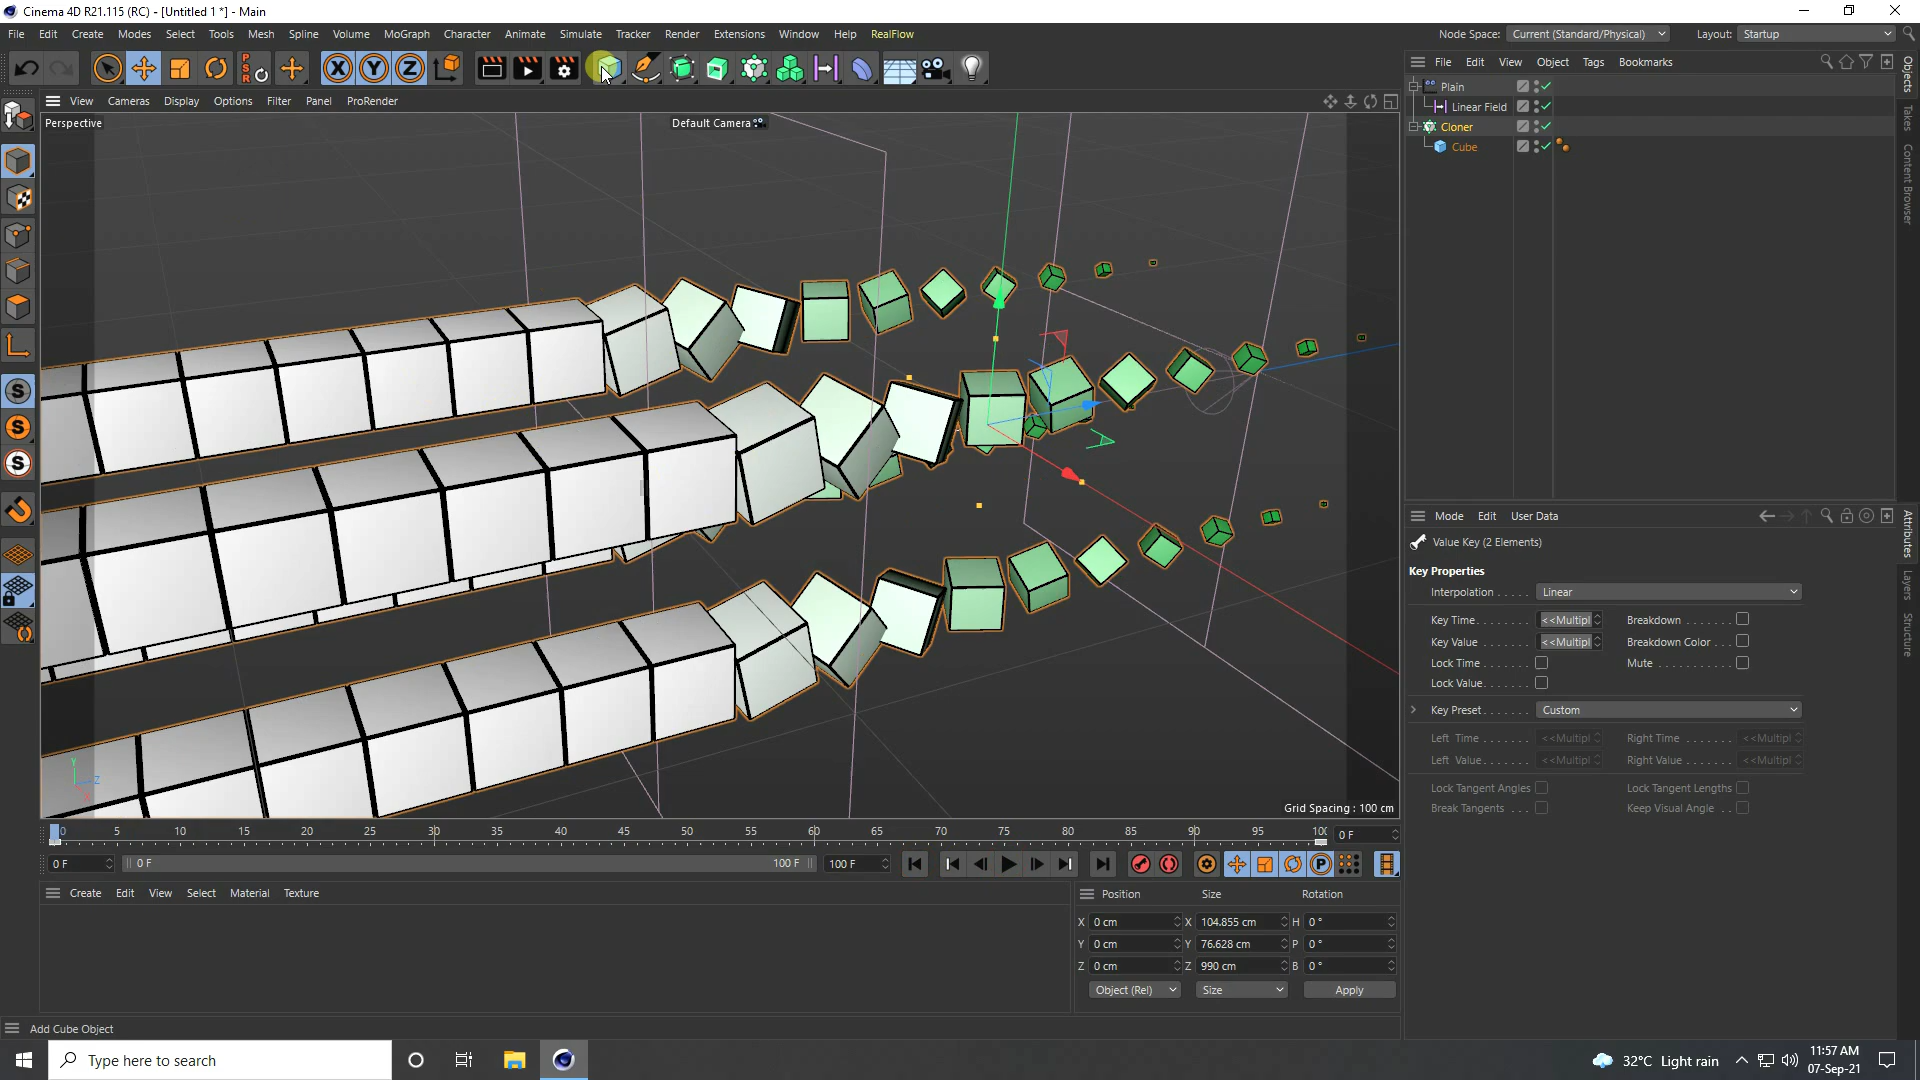 Cinema 4D R21.115 (RC) - [Untitled 1 *] - Main
File Edit Create Modes Select Tools Mesh Spline Volume MoGraph Character Animate Simulate Tracker Render Extensions Window Help RealFlow
Node Space: Current (Standard/Physical) Layout: Startup
View Cameras Display Options Filter Panel ProRender
Perspective
Default Camera
Grid Spacing : 100 cm
File Edit View Object Tags Bookmarks
Plain
Linear Field
Cloner
Cube
Objects
Takes
Content Browser
Mode Edit User Data
Value Key (2 Elements)
Key Properties
Interpolation . . . . . Linear
Key Time. . . . . . . . <<Multipl Breakdown . . . . . . .
Key Value . . . . . . . <<Multipl Breakdown Color . . .
Lock Time . . . . . . . Mute . . . . . . . . . .
Lock Value. . . . . . .
Key Preset . . . . . . . Custom
Left Time . . . . . . . <<Multipl Right Time . . . . . . . <<Multipl
Left Value. . . . . . . <<Multipl Right Value . . . . . . . <<Multipl
Lock Tangent Angles Lock Tangent Lengths
Break Tangents . . . Keep Visual Angle . .
Attributes
Layers
Structure
0 5 10 15 20 25 30 35 40 45 50 55 60 65 70 75 80 85 90 95 100 0 F
0 F 0 F 100 F 100 F
Create Edit View Select Material Texture
Position Size Rotation
X 0 cm X 104.855 cm H 0 °
Y 0 cm Y 76.628 cm P 0 °
Z 0 cm Z 990 cm B 0 °
Object (Rel) Size Apply
Add Cube Object
Type here to search
32°C Light rain
11:57 AM
07-Sep-21